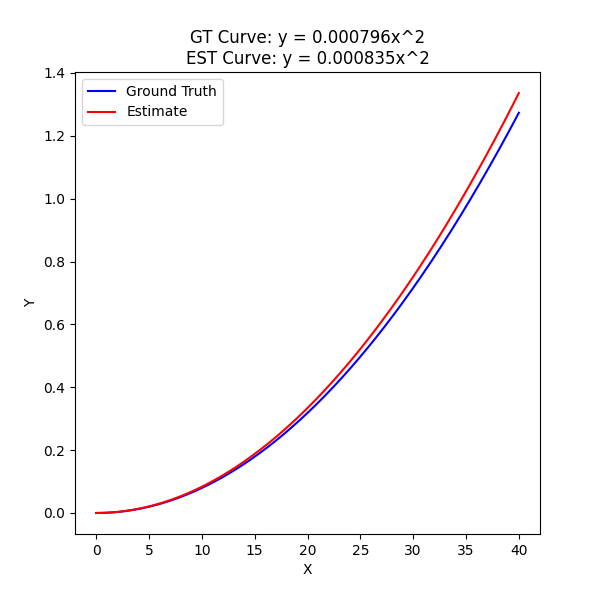 GT Curve: y = 0.000796x^2
EST Curve: y = 0.000835x^2
Ground Truth
Estimate
1.4
1.2
1.0
0.8
0.6
0.4
0.2
0.0
Y
0 5 10 15 20 25 30 35 40
X